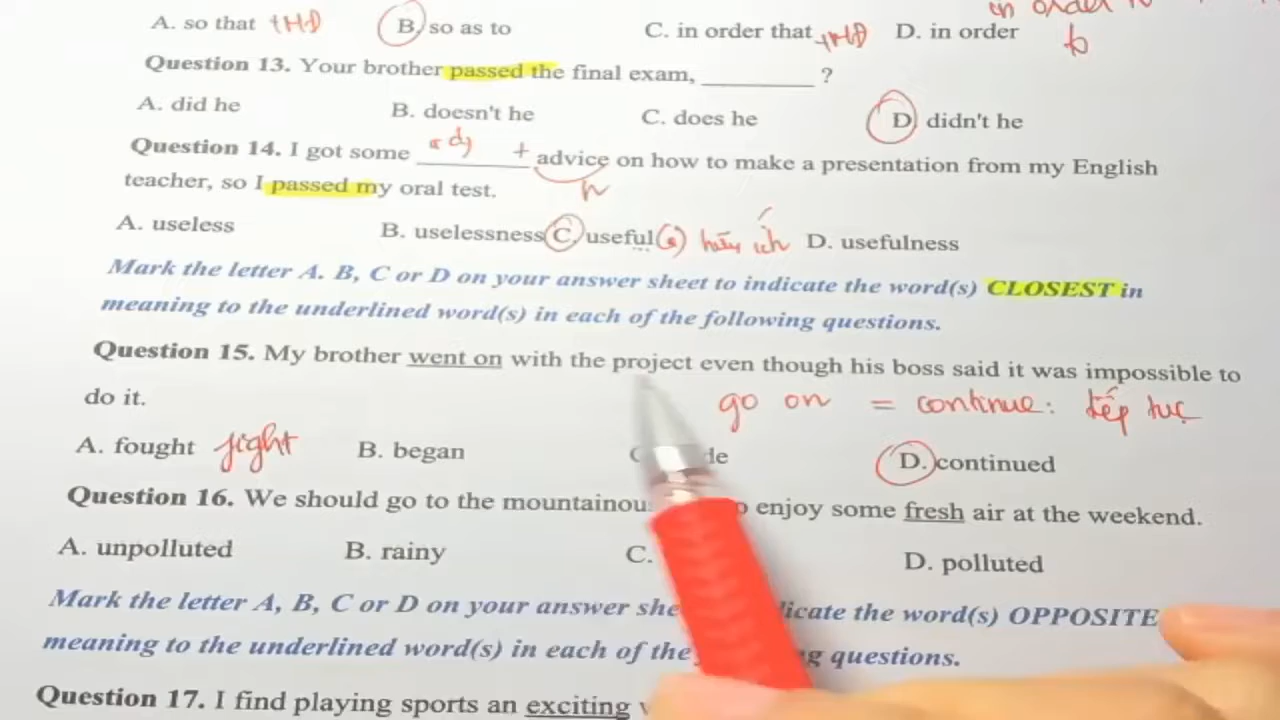 in order
A. so that +MĐ B. so as to C. in order that +MĐ D. in order to
Question 13. Your brother passed the final exam, __________ ?
A. did he B. doesn't he C. does he D. didn't he
Question 14. I got some __________ adj + advice on how to make a presentation from my English
teacher, so I passed my oral test. n
A. useless B. uselessness C. useful (a) hữu ích D. usefulness
Mark the letter A. B, C or D on your answer sheet to indicate the word(s) CLOSEST in
meaning to the underlined word(s) in each of the following questions.
Question 15. My brother went on with the project even though his boss said it was impossible to
do it. go on = continue: tiếp tục
A. fought fight B. began D. continued
Question 16. We should go to the enjoy some fresh air at the weekend.
A. unpolluted B. rainy C. D. polluted
Mark the letter A, B, C or D on your answer the word(s) OPPOSITE
meaning to the underlined word(s) in each of the questions.
Question 17. I find playing sports an exciting